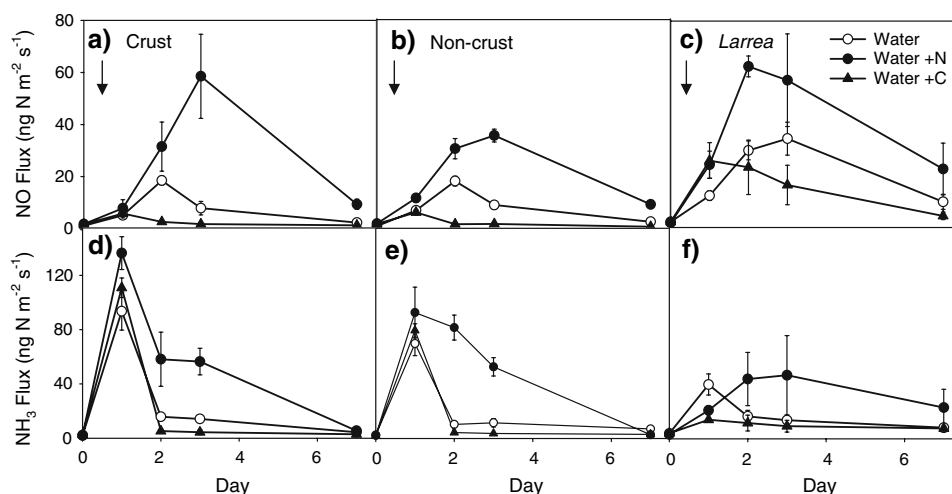 a) Crust
b) Non-crust
c) Larrea
Water
Water +N
Water +C
NO Flux (ng N m-2 s-1)
80
60
40
20
0
d)
e)
f)
NH3 Flux (ng N m-2 s-1)
120
80
40
0
0 2 4 6
0 2 4 6
0 2 4 6
Day
Day
Day